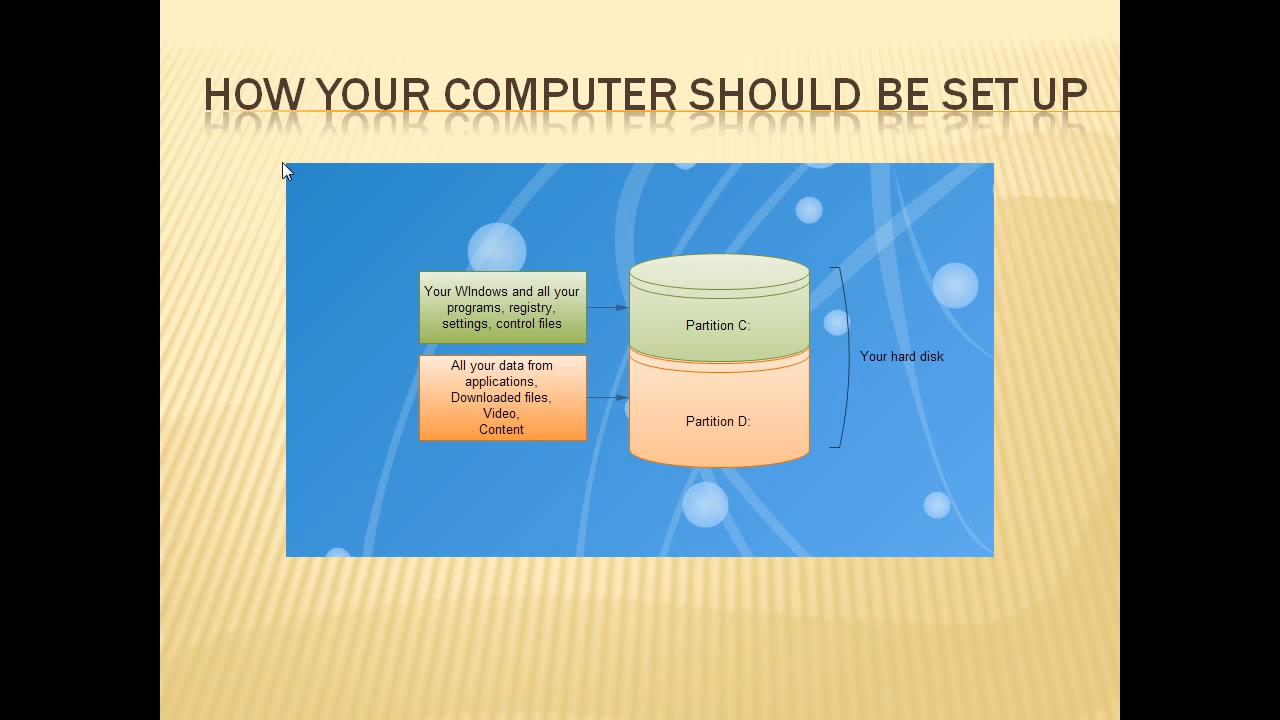 HOW YOUR COMPUTER SHOULD BE SET UP
Your WIndows and all your
programs, registry,
settings, control files
All your data from
applications,
Downloaded files,
Video,
Content
Partition C:
Partition D:
Your hard disk